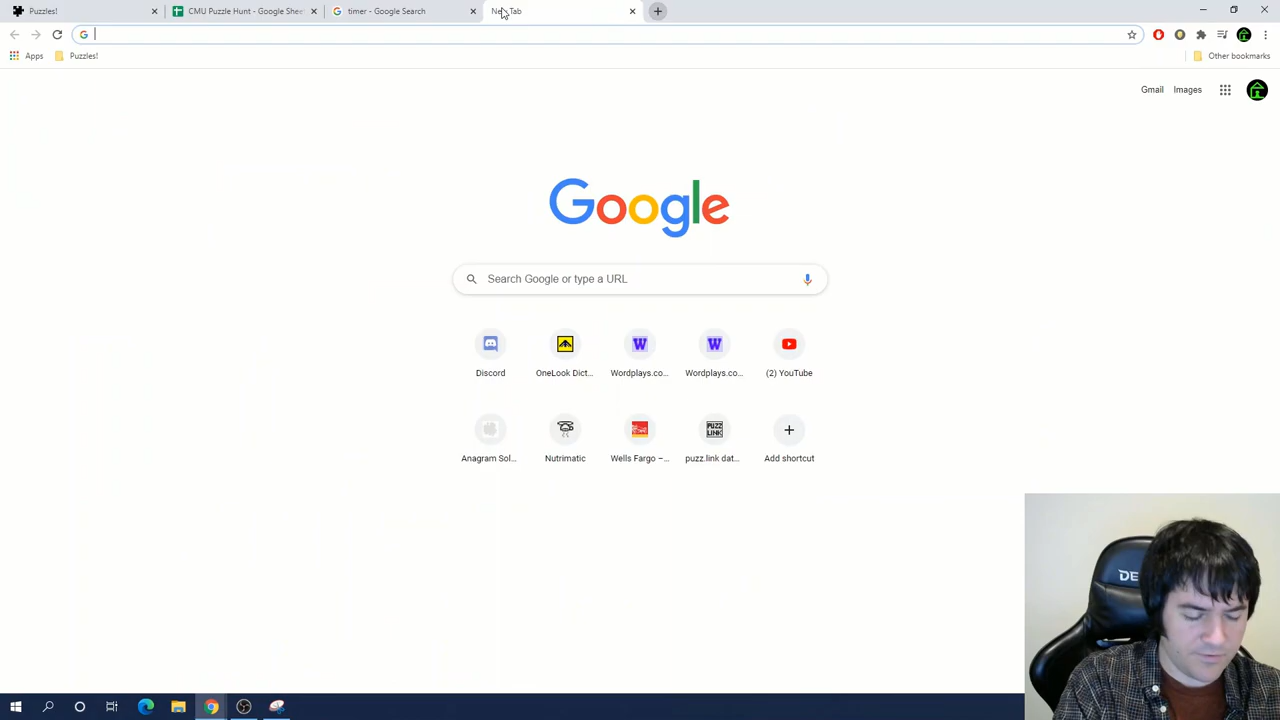 Puzzles!
CMU Puzzle Hunt - Google Shee
timer - Google Search
New Tab
Apps
Puzzles!
Other bookmarks
Gmail
Images
Google
Search Google or type a URL
Discord
OneLook Dict...
Wordplays.co...
Wordplays.co...
(2) YouTube
Anagram Sol...
Nutrimatic
Wells Fargo –...
puzz.link dat...
Add shortcut
DE